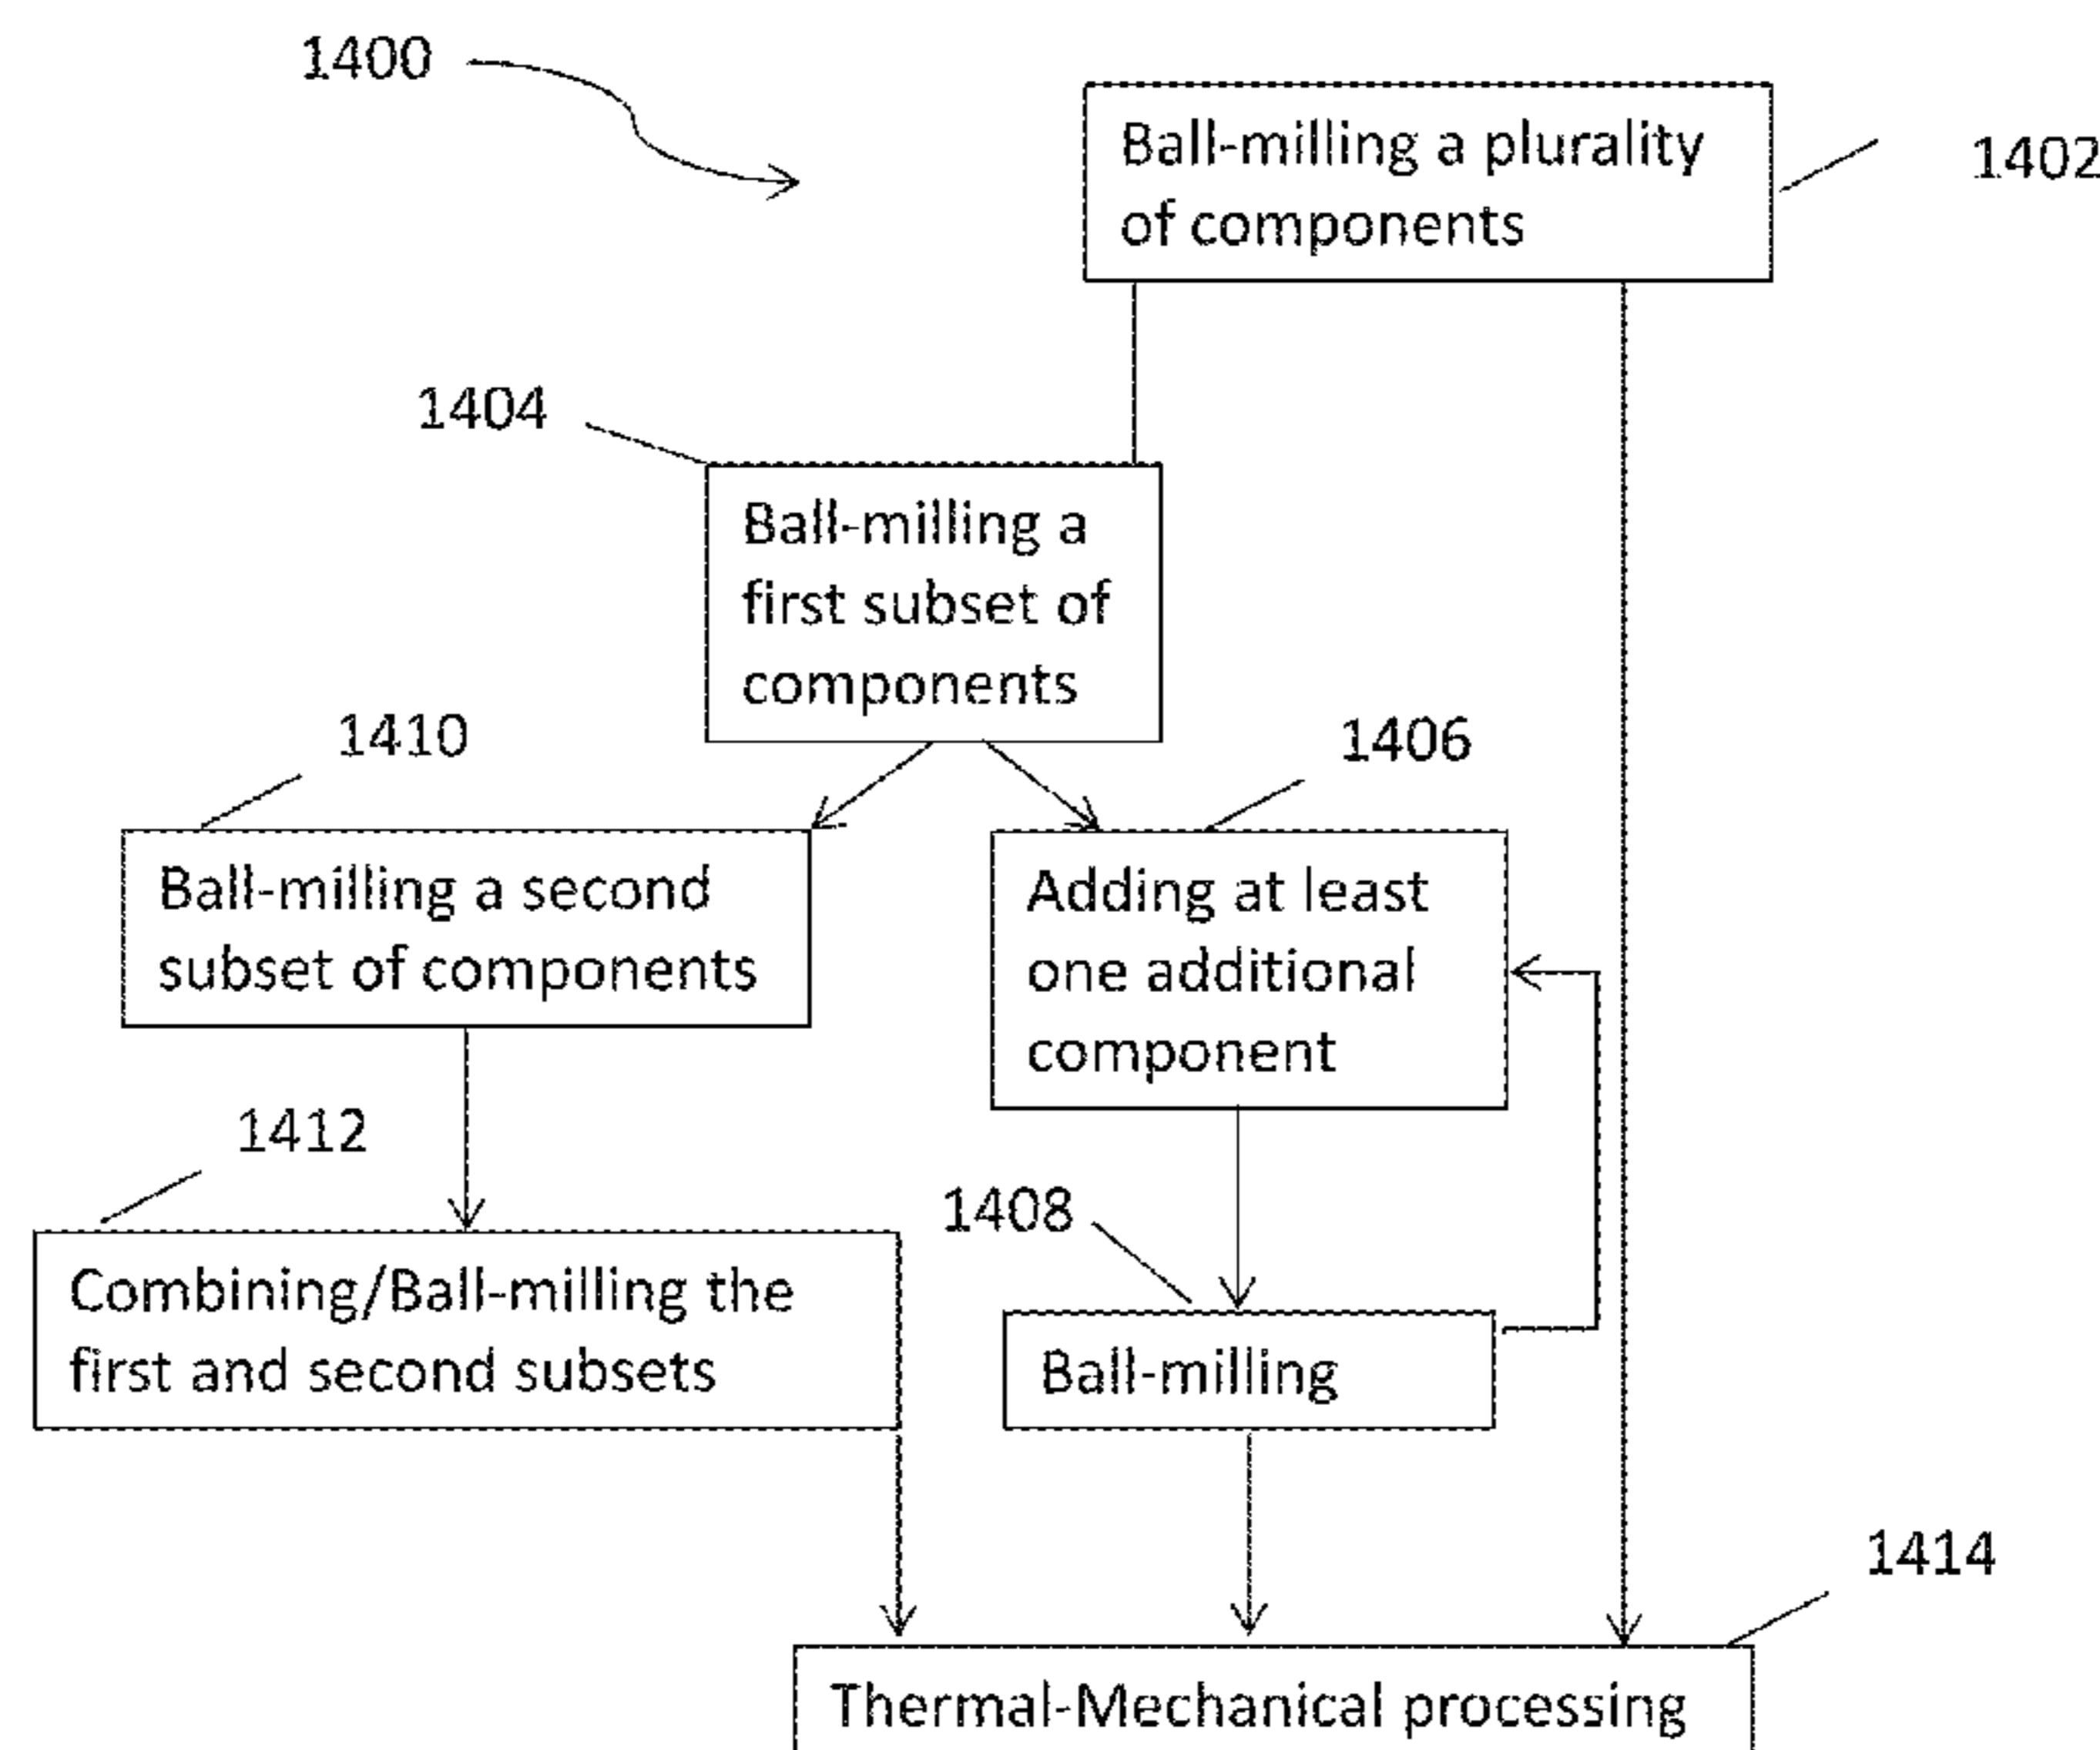 1400
Ball-milling a plurality
of components
1402
1404
Ball-milling a
first subset of
components
1410
1406
Ball-milling a second
subset of components
Adding at least
one additional
component
1412
1408
Combining/Ball-milling the
first and second subsets
Ball-milling
1414
Thermal-Mechanical processing